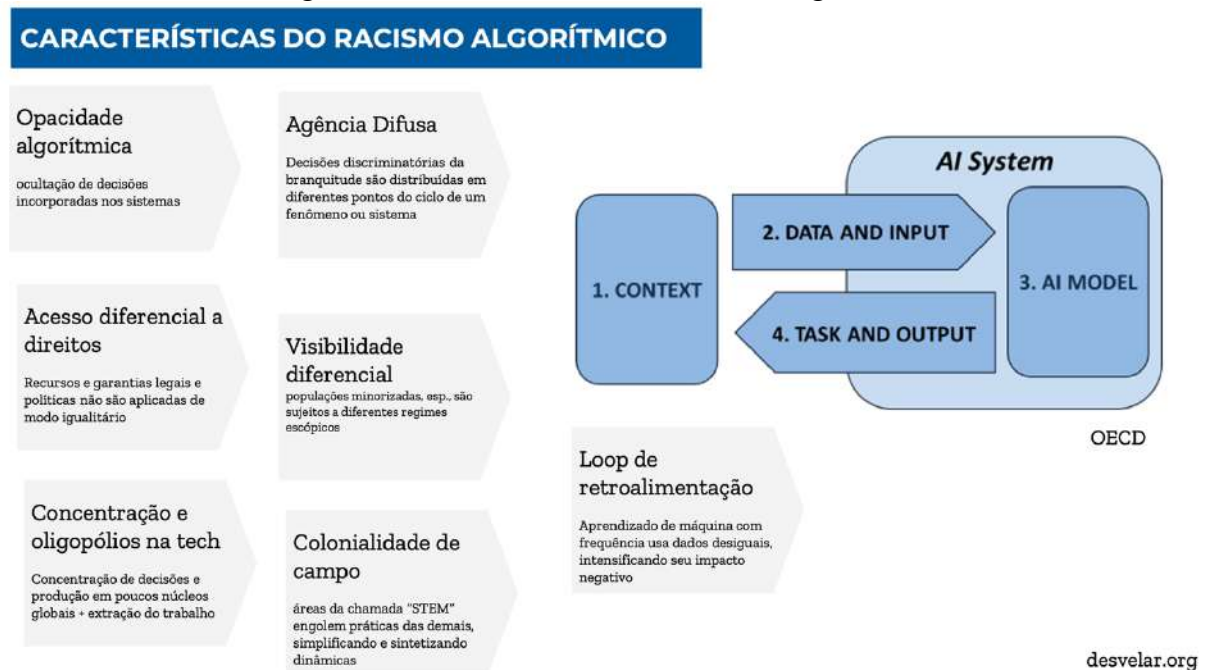 CARACTERÍSTICAS DO RACISMO ALGORÍTMICO
Opacidade
algorítmica
ocultação de decisões
incorporadas nos sistemas
Agência Difusa
Decisões discriminatórias da
branquitude são distribuídas em
diferentes pontos do ciclo de um
fenômeno ou sistema
Acesso diferencial a
direitos
Recursos e garantias legais e
políticas não são aplicadas de
modo igualitário
Visibilidade
diferencial
populações minorizadas, esp., são
sujeitos a diferentes regimes
escópicos
Concentração e
oligopólios na tech
Concentração de decisões e
produção em poucos núcleos
globais + extração do trabalho
Colonialidade de
campo
áreas da chamada "STEM"
engolem práticas das demais,
simplificando e sintetizando
dinâmicas
AI System
1. CONTEXT
2. DATA AND INPUT
3. AI MODEL
4. TASK AND OUTPUT
OECD
Loop de
retroalimentação
Aprendizado de máquina com
frequência usa dados desiguais,
intensificando seu impacto
negativo
desvelar.org